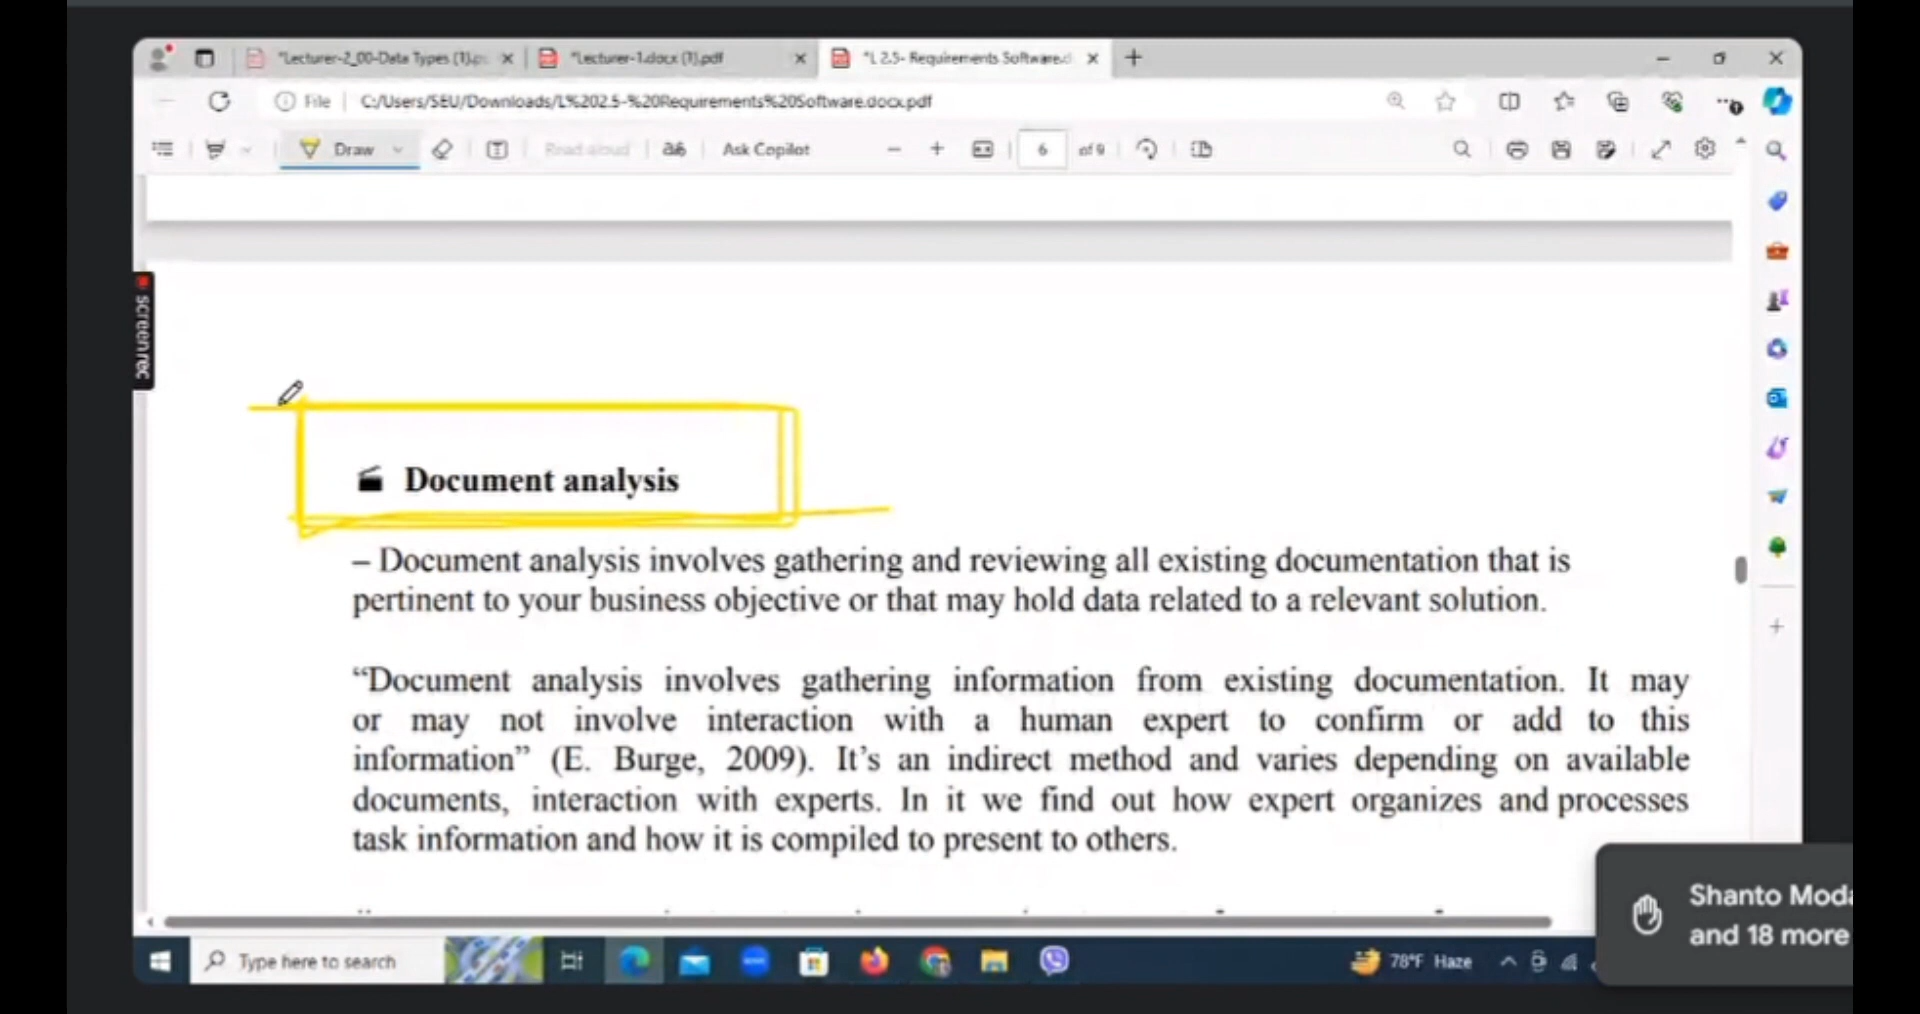 "Lecturer-2_00-Data Types (1).p
"Lecturer-1.docx (1).pdf
"L 2.5- Requirements Software.d
File
C:/Users/SEU/Downloads/L%202.5-%20Requirements%20Software.docx.pdf
Draw
Read aloud
Ask Copilot
6
of 9
screenrec
Document analysis
– Document analysis involves gathering and reviewing all existing documentation that is
pertinent to your business objective or that may hold data related to a relevant solution.
“Document analysis involves gathering information from existing documentation. It may
or may not involve interaction with a human expert to confirm or add to this
information” (E. Burge, 2009). It’s an indirect method and varies depending on available
documents, interaction with experts. In it we find out how expert organizes and processes
task information and how it is compiled to present to others.
Shanto Moda
and 18 more
Type here to search
78°F Haze